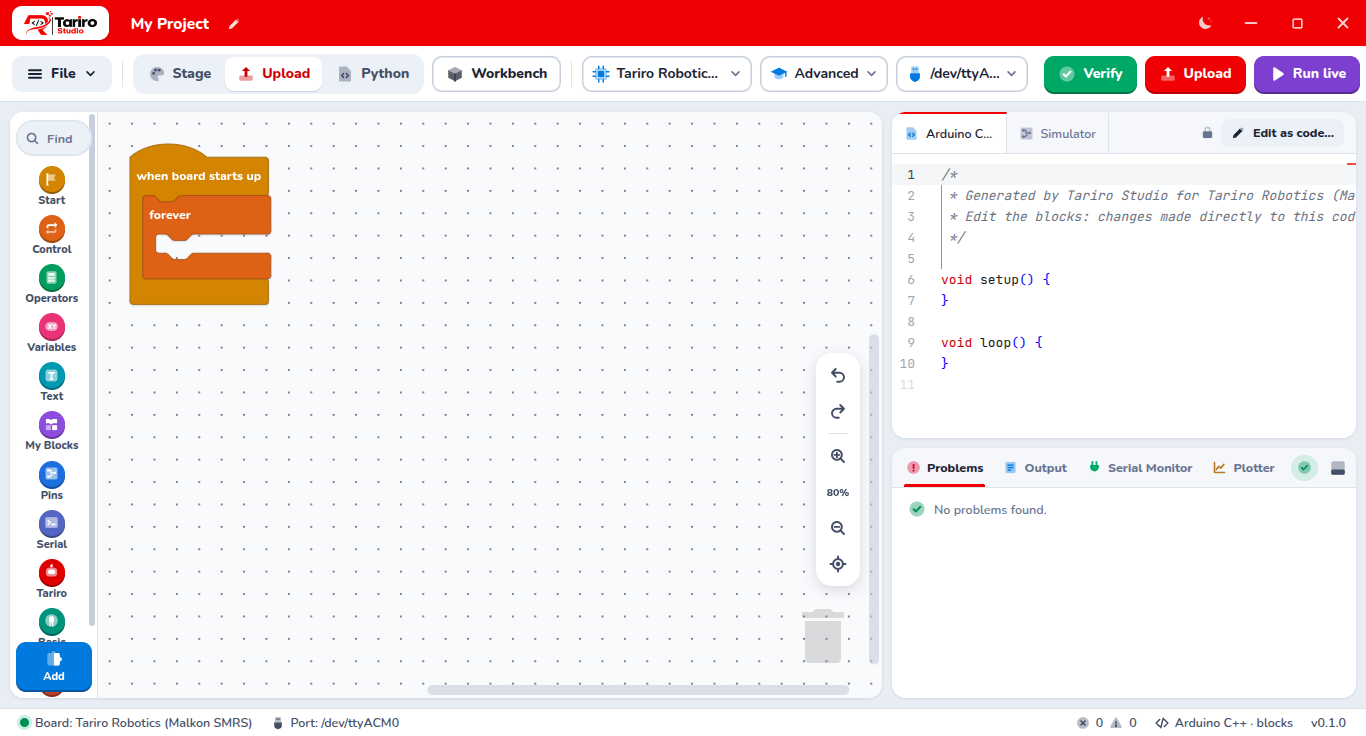 Tariro
Studio
My Project
File
Stage
Upload
Python
Workbench
Tariro Robotic...
Advanced
/dev/ttyA...
Verify
Upload
Run live
Find
Start
Control
Operators
Variables
Text
My Blocks
Pins
Serial
Tariro
Basic
Add
when board starts up
forever
80%
Arduino C...
Simulator
Edit as code...
1 /*
2 * Generated by Tariro Studio for Tariro Robotics (Ma
3 * Edit the blocks: changes made directly to this cod
4 */
5
6 void setup() {
7 }
8
9 void loop() {
10 }
11
Problems
Output
Serial Monitor
Plotter
No problems found.
Board: Tariro Robotics (Malkon SMRS)
Port: /dev/ttyACM0
0
0
Arduino C++ · blocks
v0.1.0